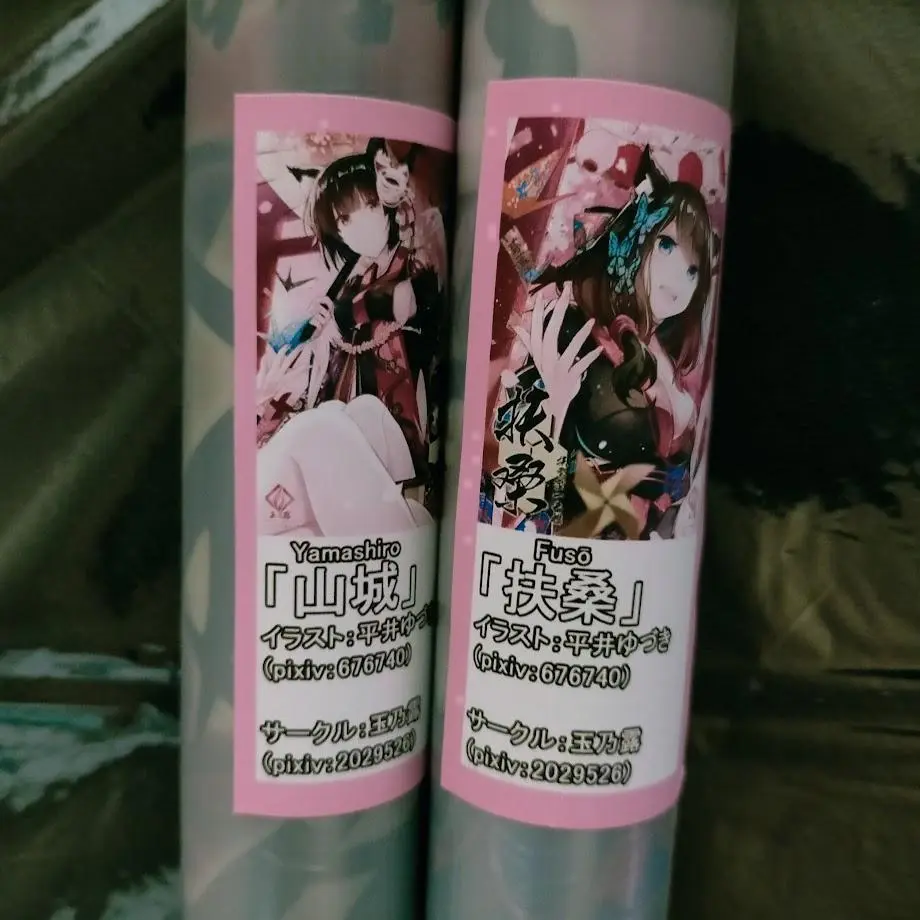 Yamashiro
「山城」
イラスト:平井ゆづ
(pixiv:676740)
サークル:玉乃露
(pixiv:2029526)
扶桑
Fusō
「扶桑」
イラスト:平井ゆづき
(pixiv:676740)
サークル:玉乃露
(pixiv:2029526)